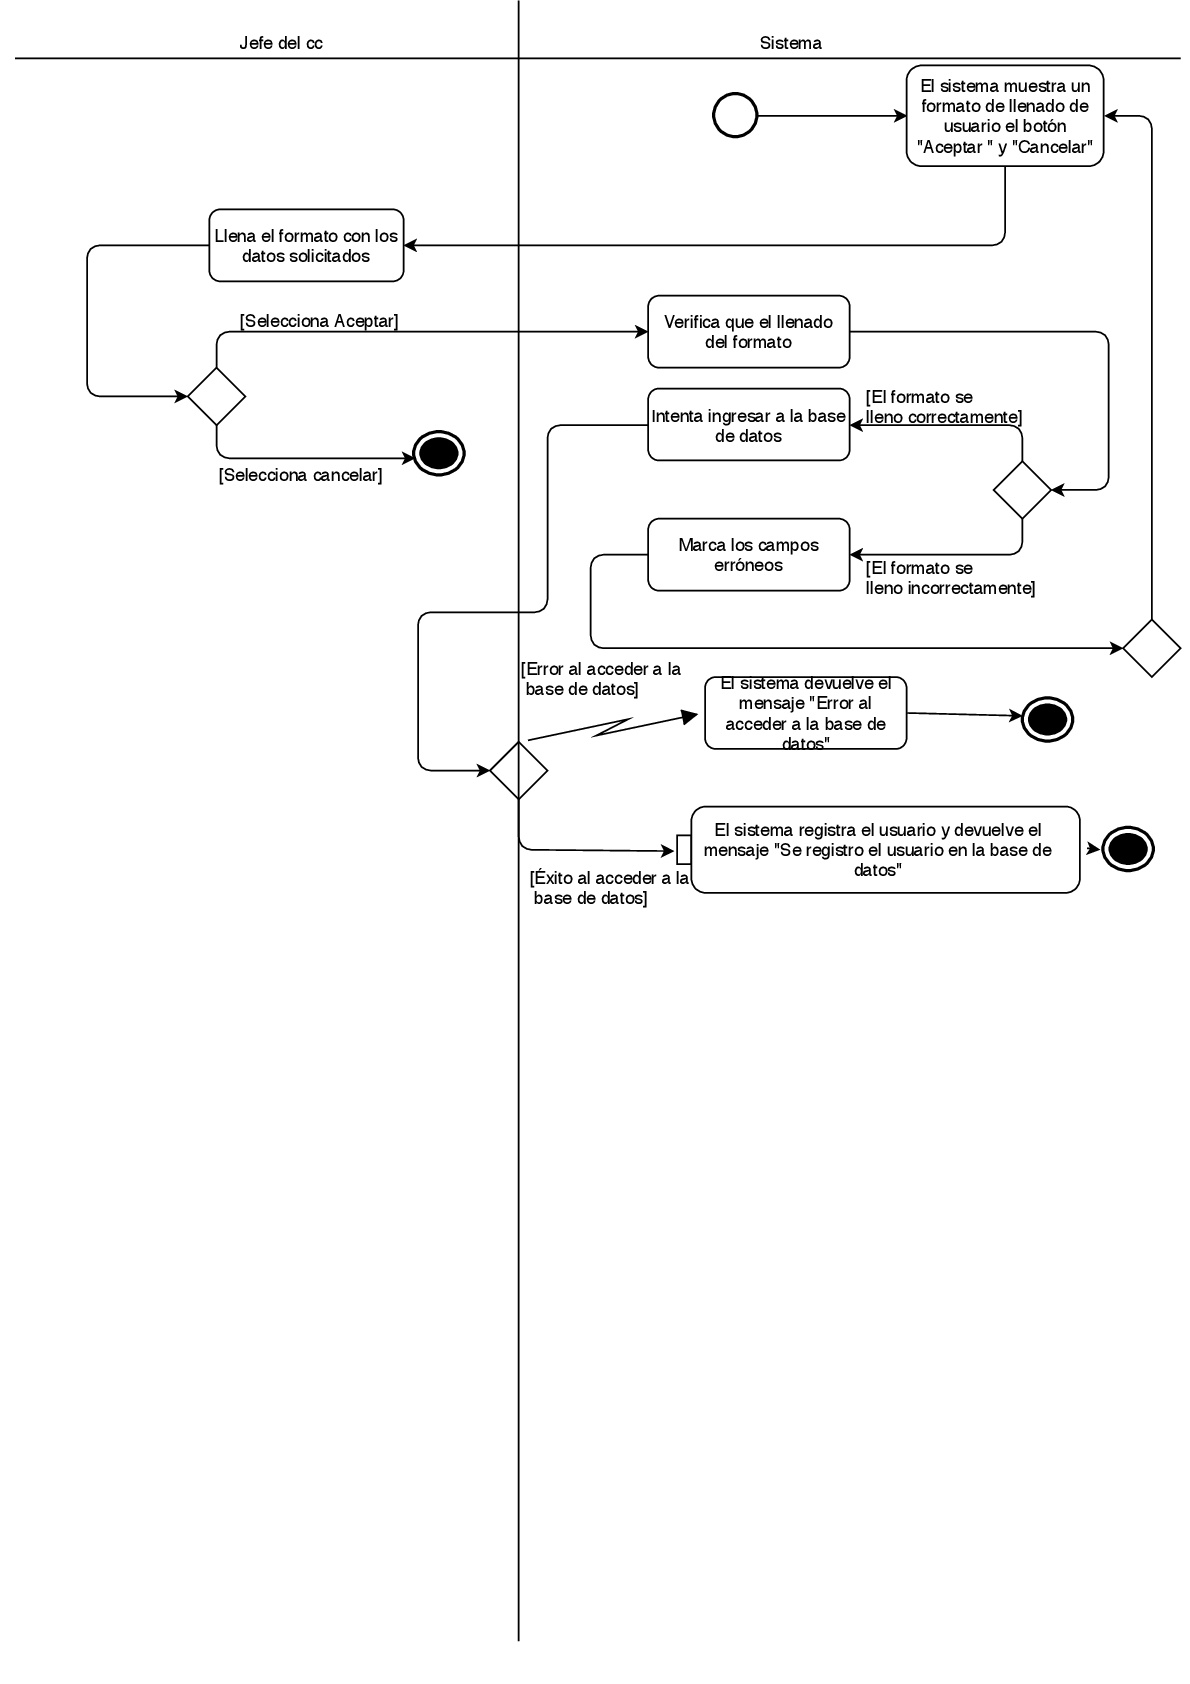 Jefe del cc
Sistema
El sistema muestra un
formato de llenado de
usuario el botón
"Aceptar " y "Cancelar"
Llena el formato con los
datos solicitados
[Selecciona Aceptar]
Verifica que el llenado
del formato
[El formato se
lleno correctamente]
Intenta ingresar a la base
de datos
[Selecciona cancelar]
Marca los campos
erróneos
[El formato se
lleno incorrectamente]
[Error al acceder a la
base de datos]
El sistema devuelve el
mensaje "Error al
acceder a la base de
datos"
El sistema registra el usuario y devuelve el
mensaje "Se registro el usuario en la base de
datos"
[Éxito al acceder a la
base de datos]